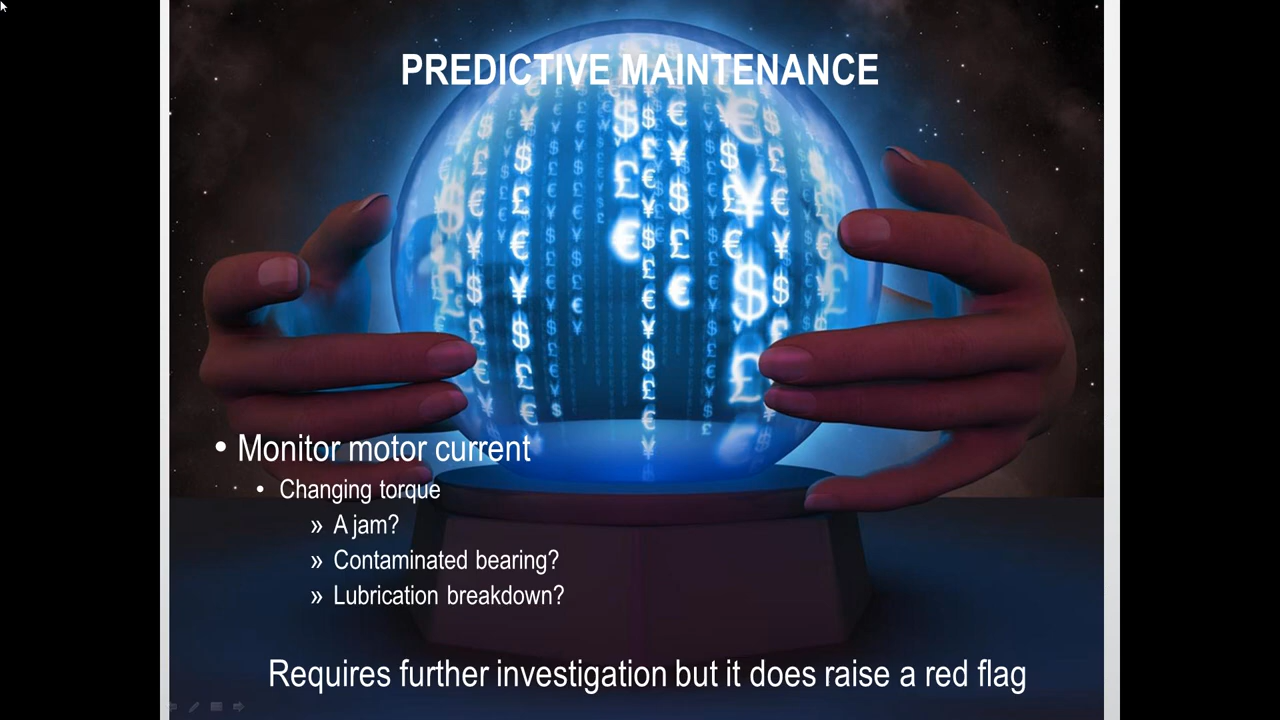 PREDICTIVE MAINTENANCE
• Monitor motor current
• Changing torque
» A jam?
» Contaminated bearing?
» Lubrication breakdown?
Requires further investigation but it does raise a red flag